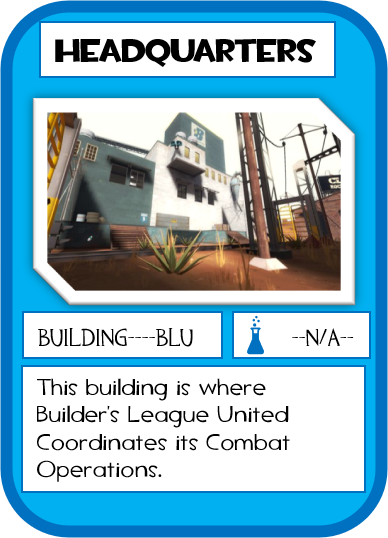 HEADQUARTERS
BUILDING----BLU
--N/A--
This building is where
Builder's League United
Coordinates its Combat
Operations.